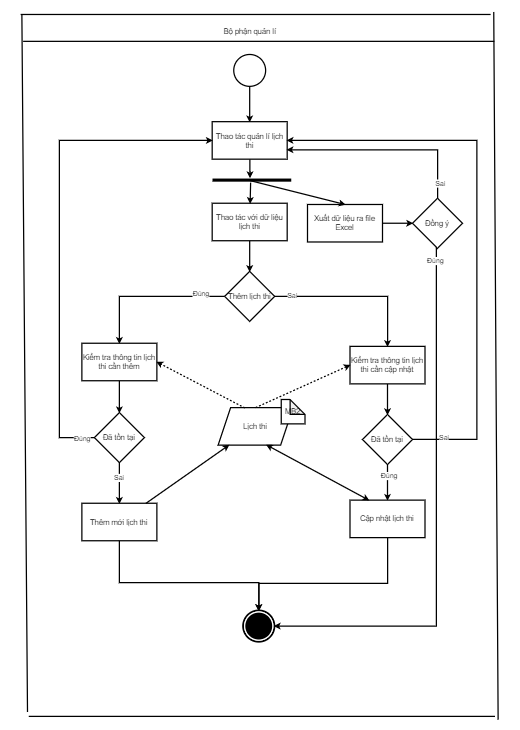 Bộ phận quản lí
Thao tác quản lí lịch
thi
Sai
Thao tác với dữ liệu
lịch thi
Xuất dữ liệu ra file
Excel
Đồng ý
Đúng
Đúng
Thêm lịch thi
Sai
Kiểm tra thông tin lịch
thi cần thêm
Kiểm tra thông tin lịch
thi cần cập nhật
Lịch thi
Đúng
Đã tồn tại
Đã tồn tại
Sai
Sai
Đúng
Thêm mới lịch thi
Cập nhật lịch thi